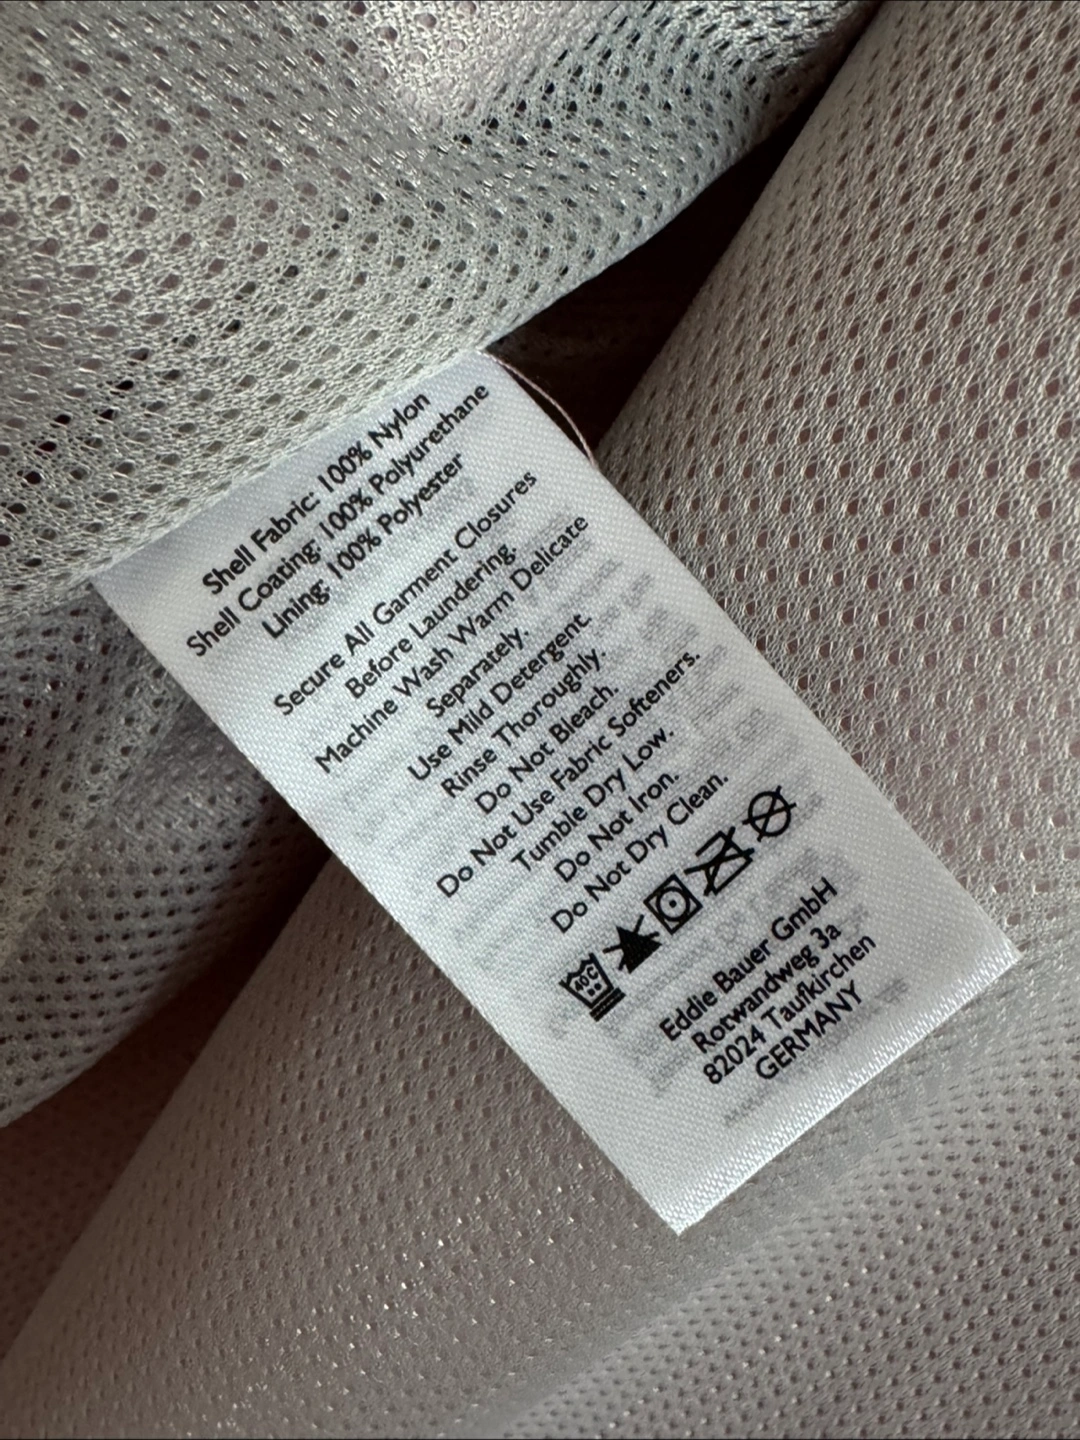 Shell Fabric: 100% Nylon
Shell Coating: 100% Polyurethane
Lining: 100% Polyester
Secure All Garment Closures
Before Laundering.
Machine Wash Warm Delicate
Separately.
Use Mild Detergent.
Rinse Thoroughly.
Do Not Bleach.
Do Not Use Fabric Softeners.
Tumble Dry Low.
Do Not Iron.
Do Not Dry Clean.
40C
Eddie Bauer GmbH
Rotwandweg 3a
82024 Taufkirchen
GERMANY